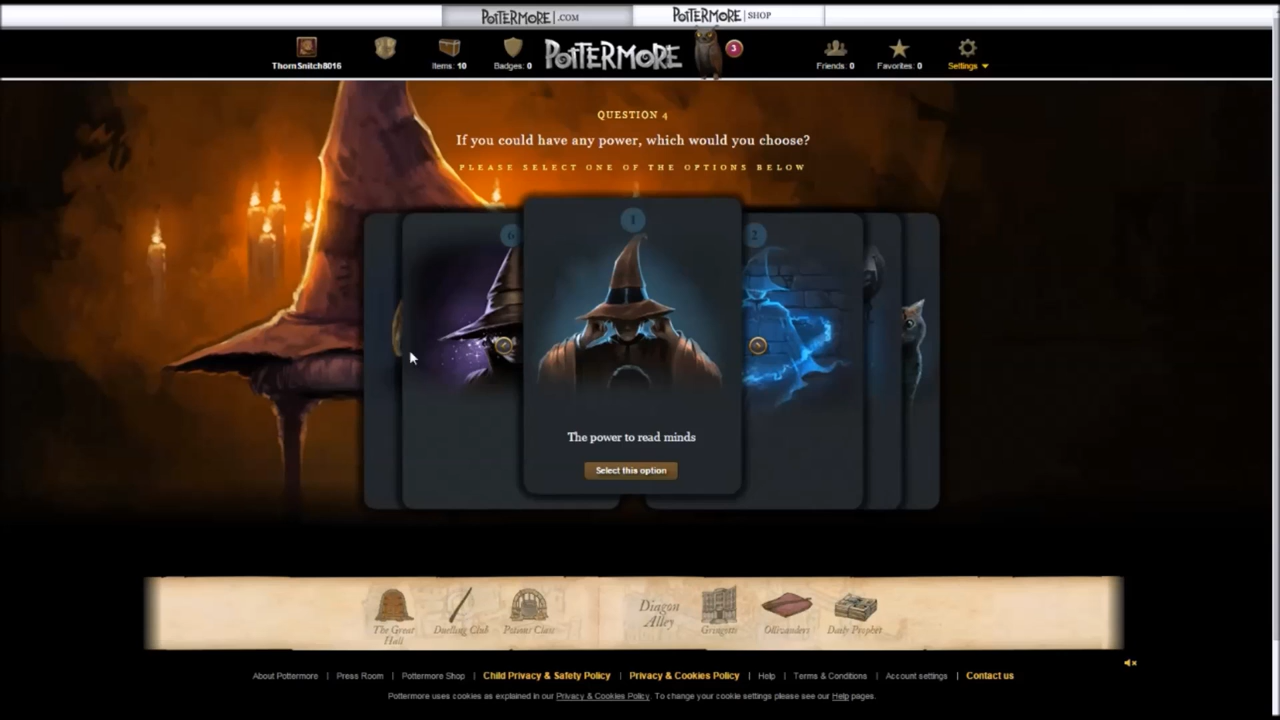 POTTERMORE .COM
POTTERMORE SHOP
ThornSnitch8016
Items: 10
Badges: 0
POTTERMORE
3
Friends: 0
Favorites: 0
Settings
QUESTION 4
If you could have any power, which would you choose?
PLEASE SELECT ONE OF THE OPTIONS BELOW
6
1
2
The power to read minds
Select this option
The Great Hall
Duelling Club
Potions Class
Diagon Alley
Gringotts
Ollivanders
Daily Prophet
About Pottermore | Press Room | Pottermore Shop | Child Privacy & Safety Policy | Privacy & Cookies Policy | Help | Terms & Conditions | Account settings | Contact us
Pottermore uses cookies as explained in our Privacy & Cookies Policy. To change your cookie settings please see our Help pages.